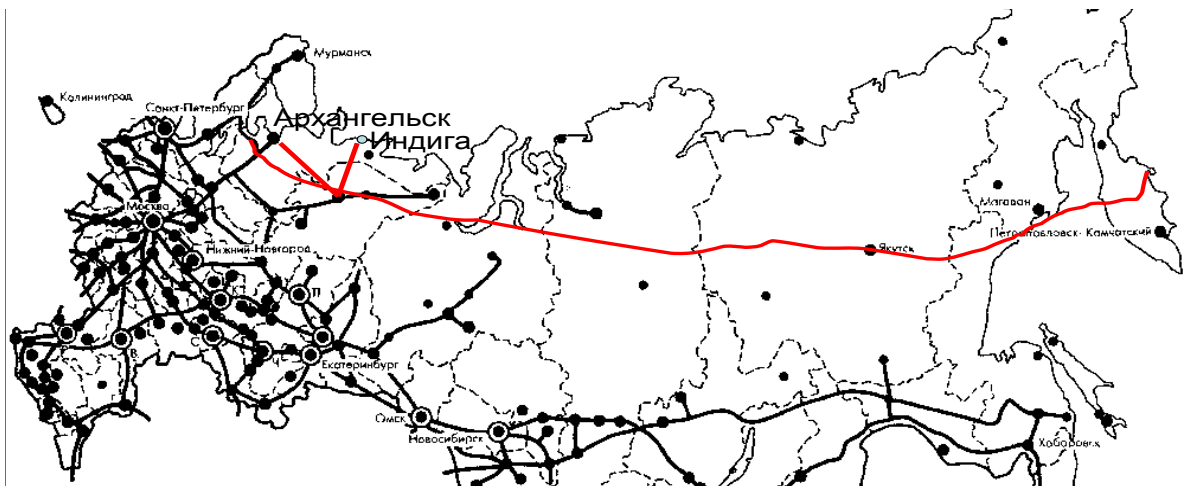 Мурманск
Калининград
Санкт-Петербург
Архангельск
Индига
Москва
Нижний-Новгород
Магадан
Петропавловск- Камчатский
Якутск
П
В.
С
Екатеринбург
Омск
Новосибирск
Хабаровск